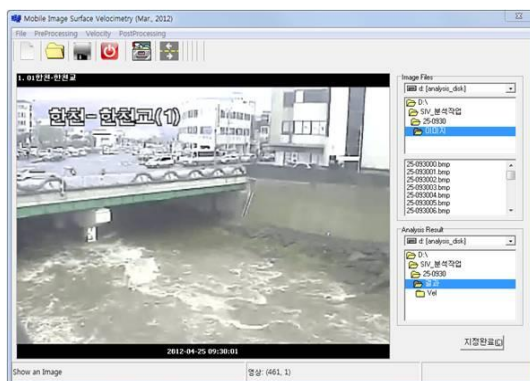 Mobile Image Surface Velocimetry (Mar, 2012)
File PreProcessing Velocity PostProcessing
1. 01한천-한천교
한천-한천교(1)
2012-04-25 09:30:01
Image Files
d: [analysis_disk]
D:\
SIV_분석작업
25-0930
이미지
25-093000.bmp
25-093001.bmp
25-093002.bmp
25-093003.bmp
25-093004.bmp
25-093005.bmp
25-093006.bmp
Analysis Result
d: [analysis_disk]
D:\
SIV_분석작업
25-0930
결과
Vel
지정완료(C)
Show an Image
영상: (461, 1)